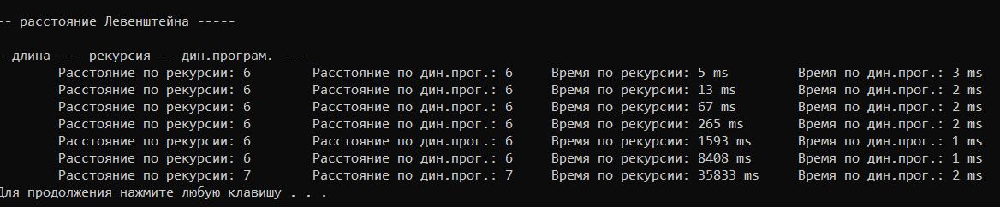 -- расстояние Левенштейна -----
--длина --- рекурсия -- дин.програм. ---
Расстояние по рекурсии: 6 Расстояние по дин.прог.: 6 Время по рекурсии: 5 ms Время по дин.прог.: 3 ms
Расстояние по рекурсии: 6 Расстояние по дин.прог.: 6 Время по рекурсии: 13 ms Время по дин.прог.: 2 ms
Расстояние по рекурсии: 6 Расстояние по дин.прог.: 6 Время по рекурсии: 67 ms Время по дин.прог.: 2 ms
Расстояние по рекурсии: 6 Расстояние по дин.прог.: 6 Время по рекурсии: 265 ms Время по дин.прог.: 2 ms
Расстояние по рекурсии: 6 Расстояние по дин.прог.: 6 Время по рекурсии: 1593 ms Время по дин.прог.: 1 ms
Расстояние по рекурсии: 6 Расстояние по дин.прог.: 6 Время по рекурсии: 8408 ms Время по дин.прог.: 1 ms
Расстояние по рекурсии: 7 Расстояние по дин.прог.: 7 Время по рекурсии: 35833 ms Время по дин.прог.: 2 ms
Для продолжения нажмите любую клавишу . . .